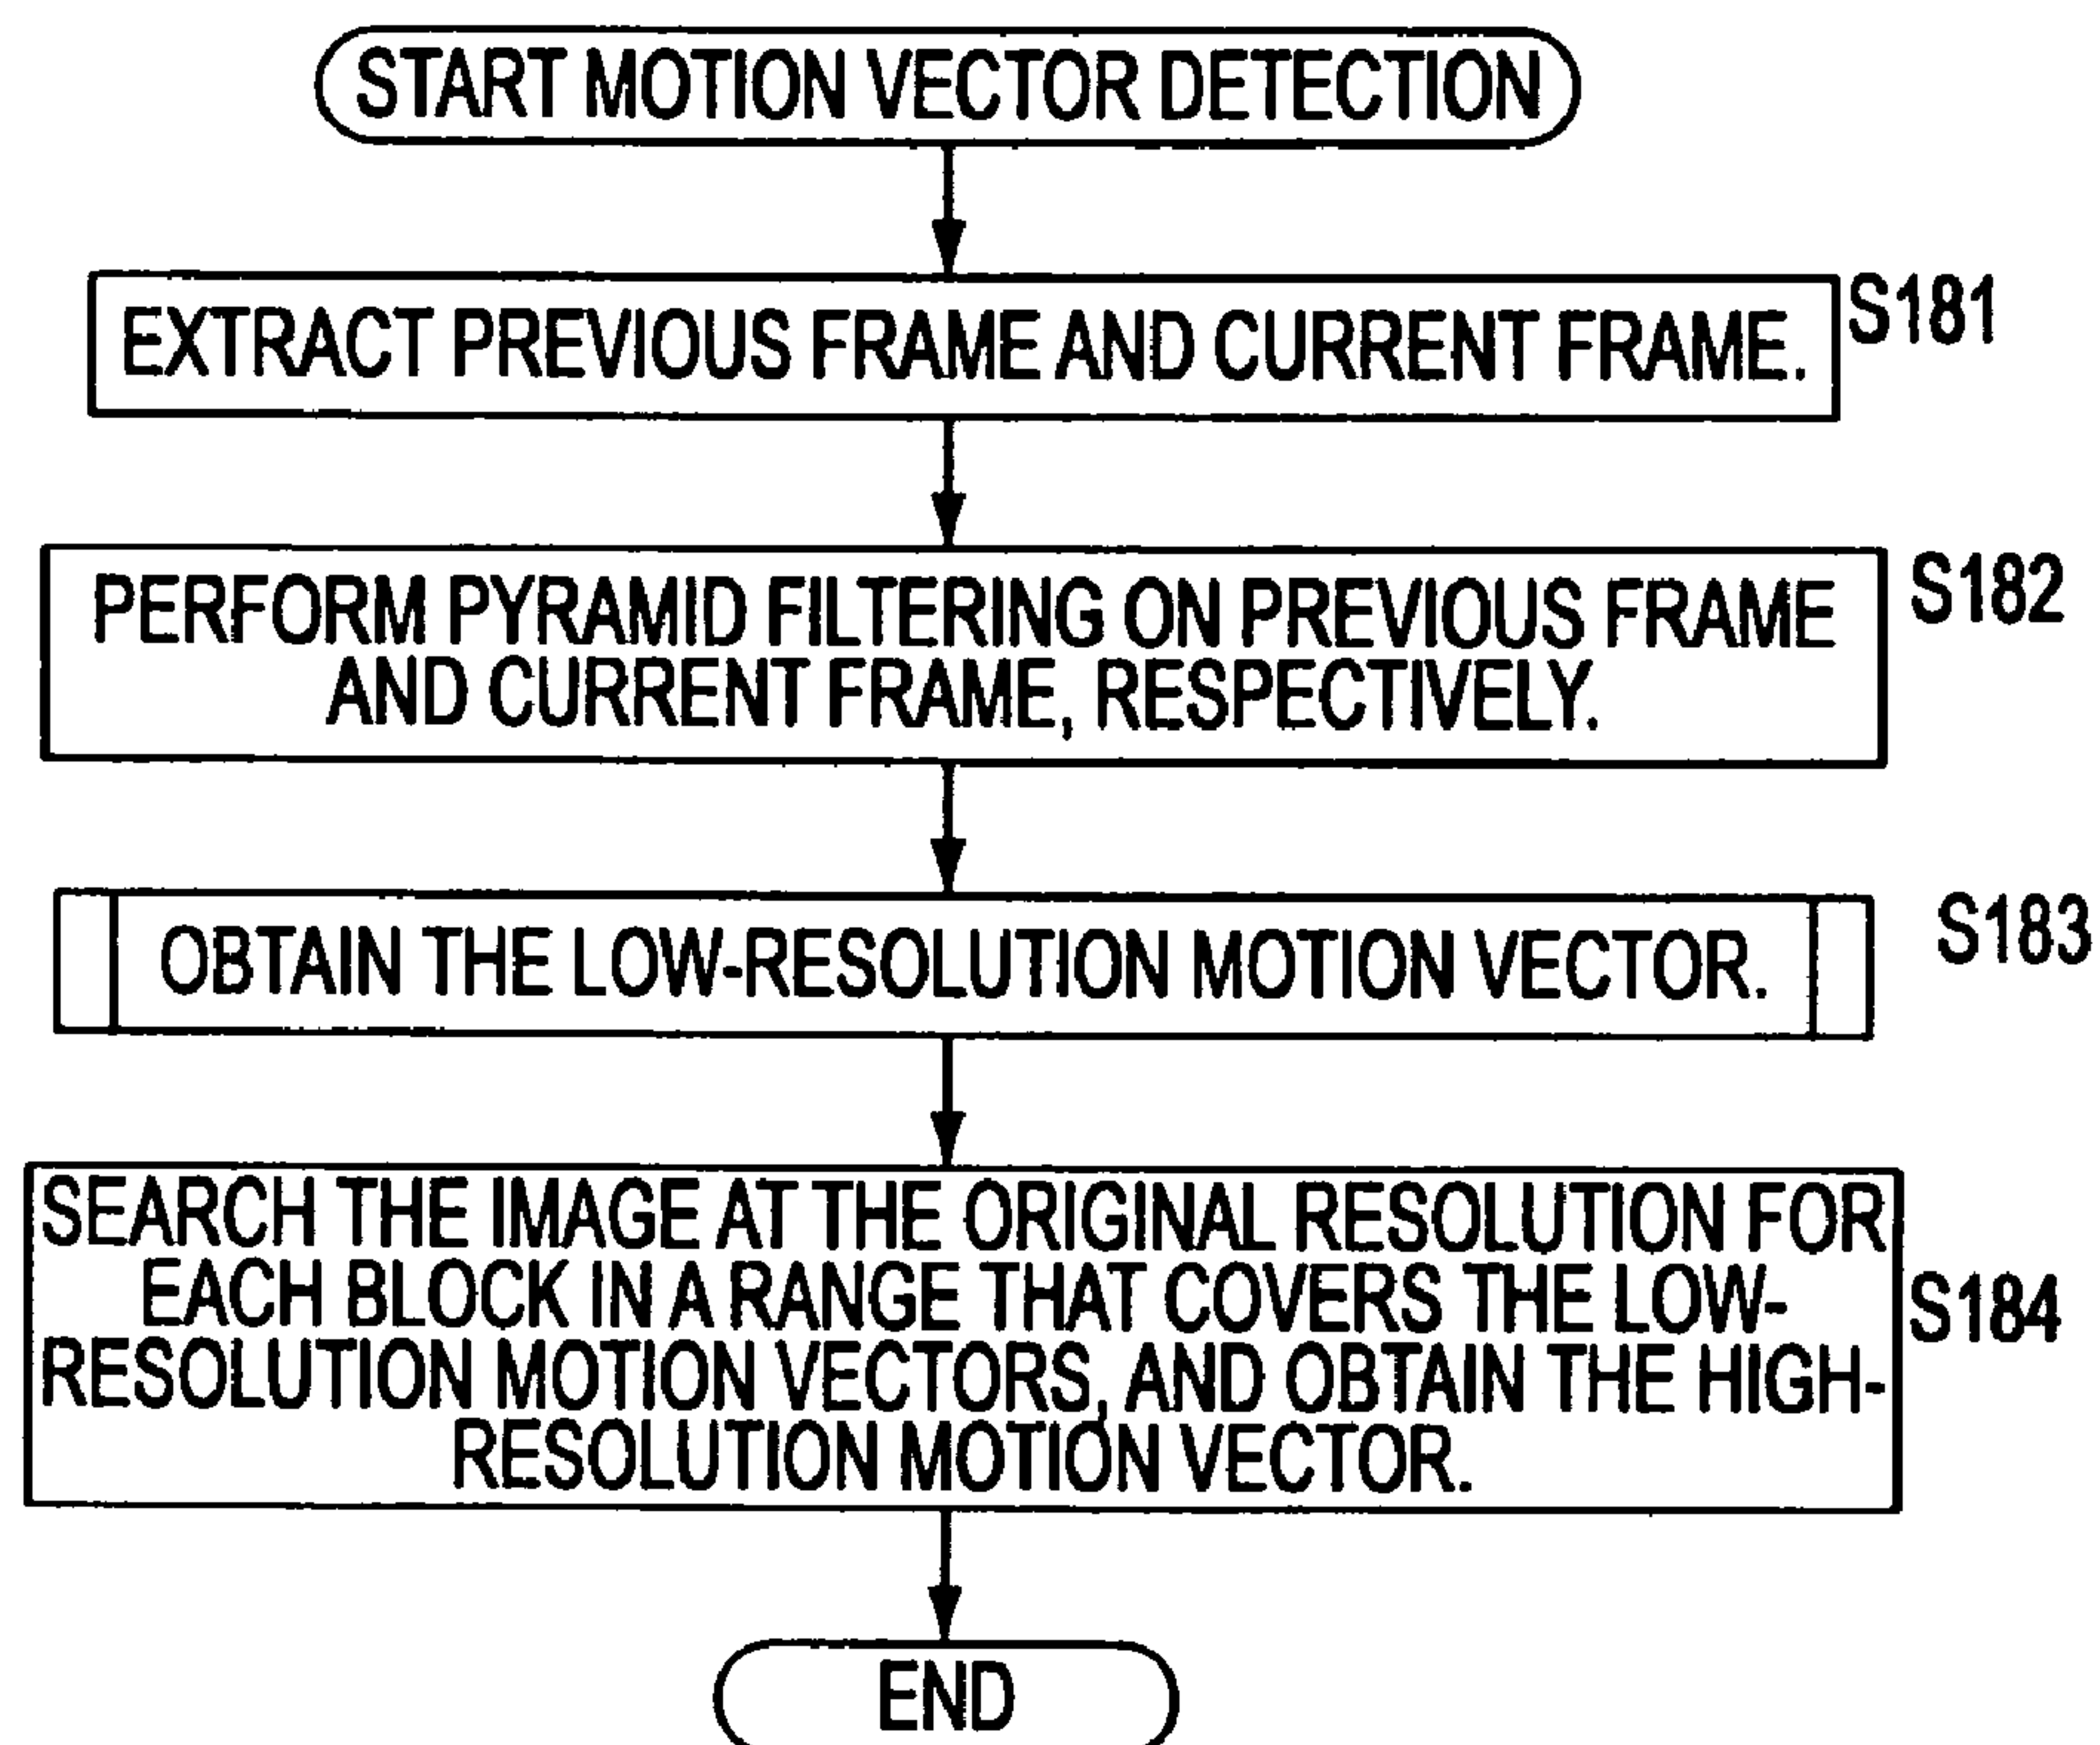 START MOTION VECTOR DETECTION
EXTRACT PREVIOUS FRAME AND CURRENT FRAME.
S181
PERFORM PYRAMID FILTERING ON PREVIOUS FRAME
AND CURRENT FRAME, RESPECTIVELY.
S182
OBTAIN THE LOW-RESOLUTION MOTION VECTOR.
S183
SEARCH THE IMAGE AT THE ORIGINAL RESOLUTION FOR
EACH BLOCK IN A RANGE THAT COVERS THE LOW-
RESOLUTION MOTION VECTORS, AND OBTAIN THE HIGH-
RESOLUTION MOTION VECTOR.
S184
END